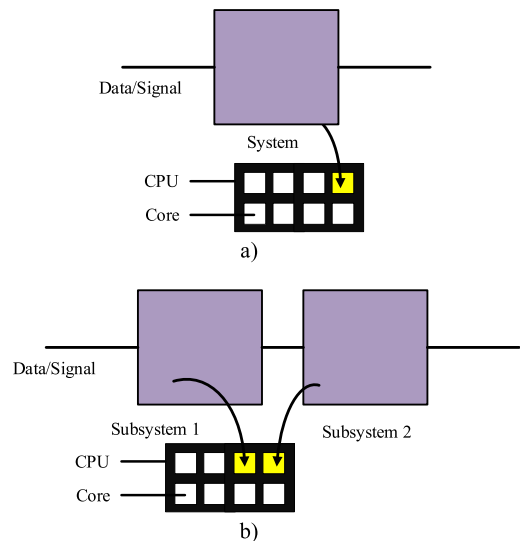 Data/Signal
System
CPU
Core
a)
Data/Signal
Subsystem 1
Subsystem 2
CPU
Core
b)